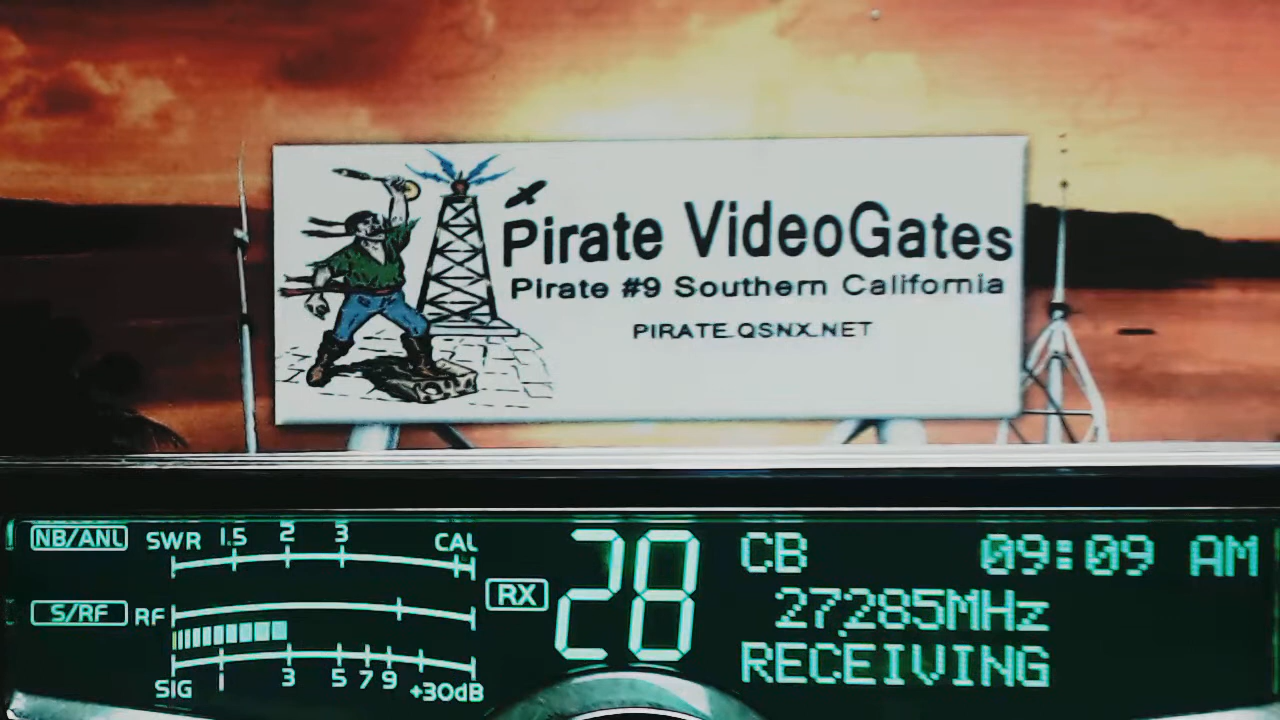 Pirate VideoGates
Pirate #9 Southern California
PIRATE.QSNX.NET
NB/ANL SWR 1.5 2 3 CAL
S/RF RF
SIG 1 3 5 7 9 +30dB
RX
28
CB 09:09 AM
27.285MHz
RECEIVING